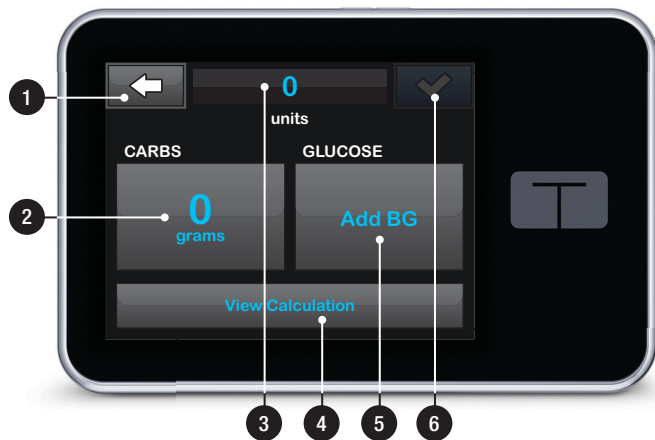 0
units
CARBS
GLUCOSE
0
grams
Add BG
View Calculation
1
2
3
4
5
6
T